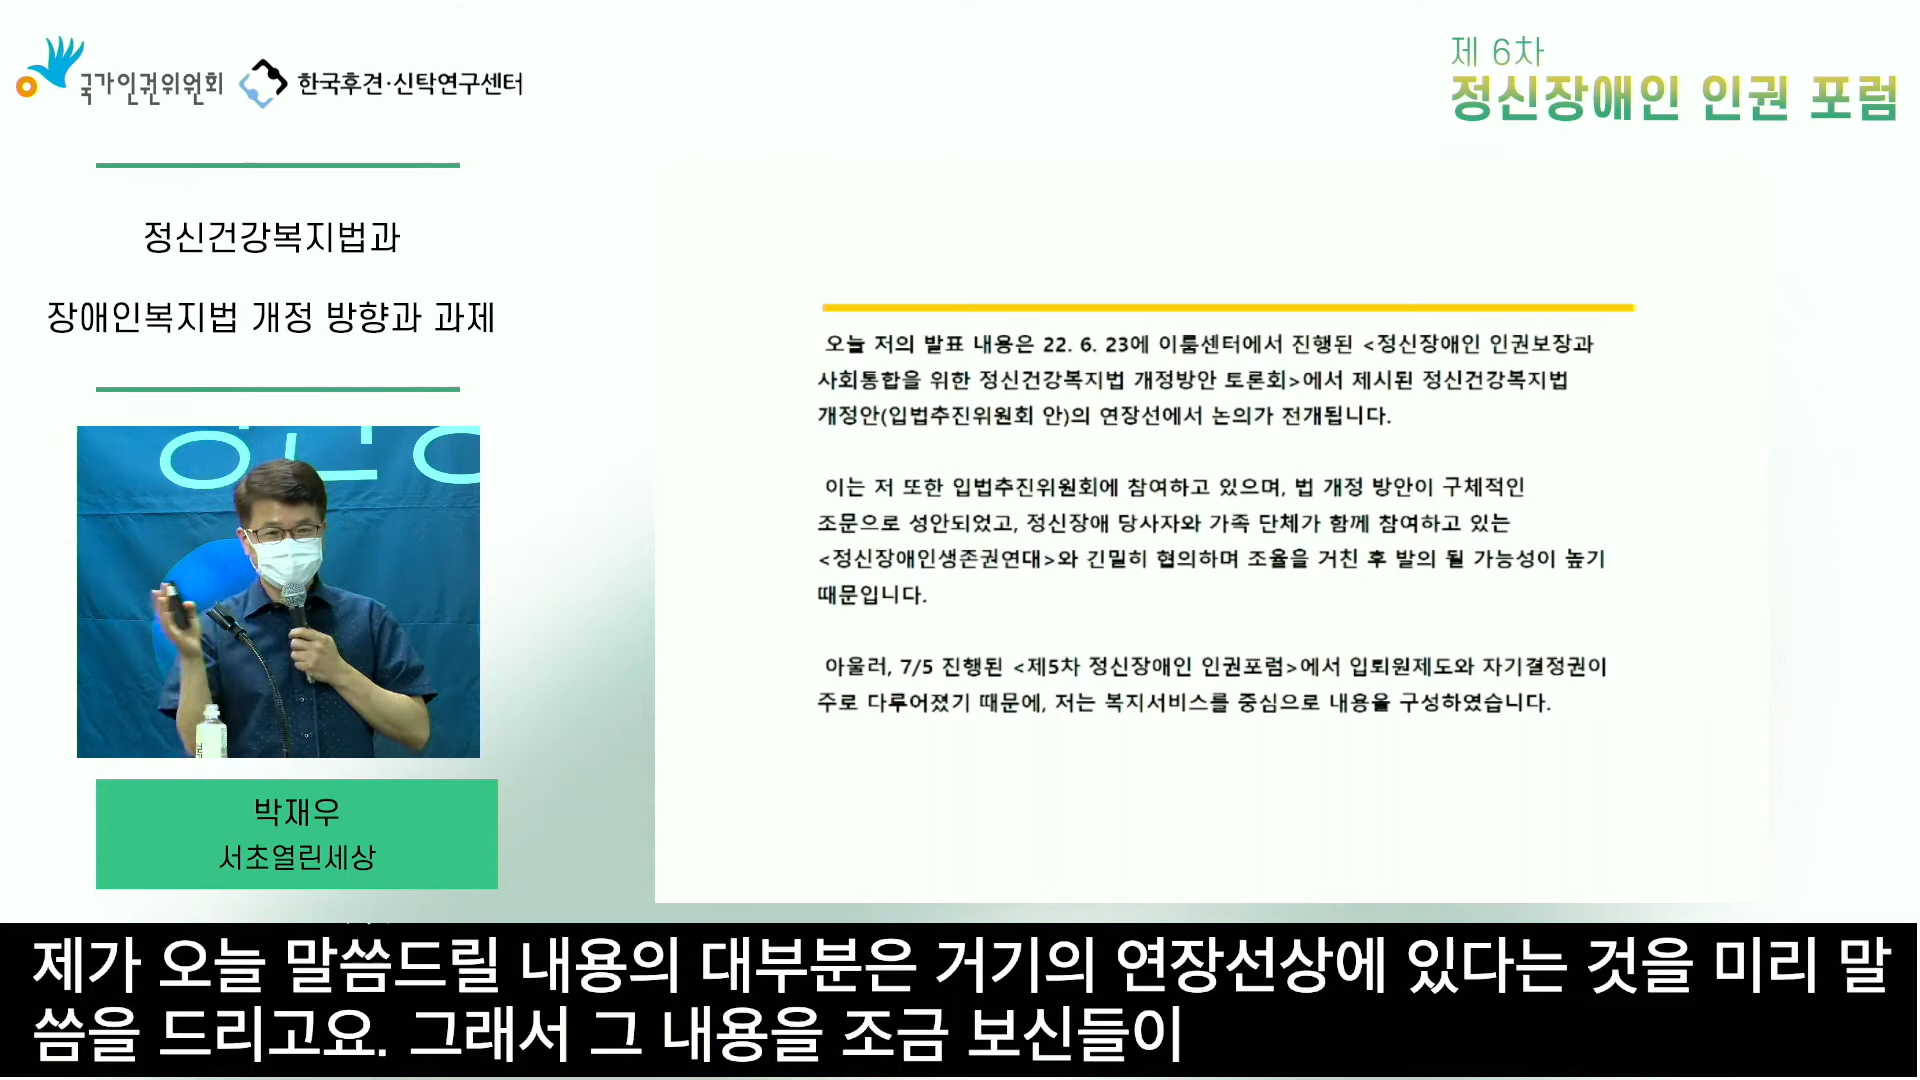 국가인권위원회
한국후견·신탁연구센터
제 6차
정신장애인 인권 포럼
정신건강복지법과
장애인복지법 개정 방향과 과제
박재우
서초열린세상
오늘 저의 발표 내용은 22. 6. 23에 이룸센터에서 진행된 <정신장애인 인권보장과
사회통합을 위한 정신건강복지법 개정방안 토론회>에서 제시된 정신건강복지법
개정안(입법추진위원회 안)의 연장선에서 논의가 전개됩니다.
이는 저 또한 입법추진위원회에 참여하고 있으며, 법 개정 방안이 구체적인
조문으로 성안되었고, 정신장애 당사자와 가족 단체가 함께 참여하고 있는
<정신장애인생존권연대>와 긴밀히 협의하며 조율을 거친 후 발의 될 가능성이 높기
때문입니다.
아울러, 7/5 진행된 <제5차 정신장애인 인권포럼>에서 입퇴원제도와 자기결정권이
주로 다루어졌기 때문에, 저는 복지서비스를 중심으로 내용을 구성하였습니다.
제가 오늘 말씀드릴 내용의 대부분은 거기의 연장선상에 있다는 것을 미리 말
씀을 드리고요. 그래서 그 내용을 조금 보신들이